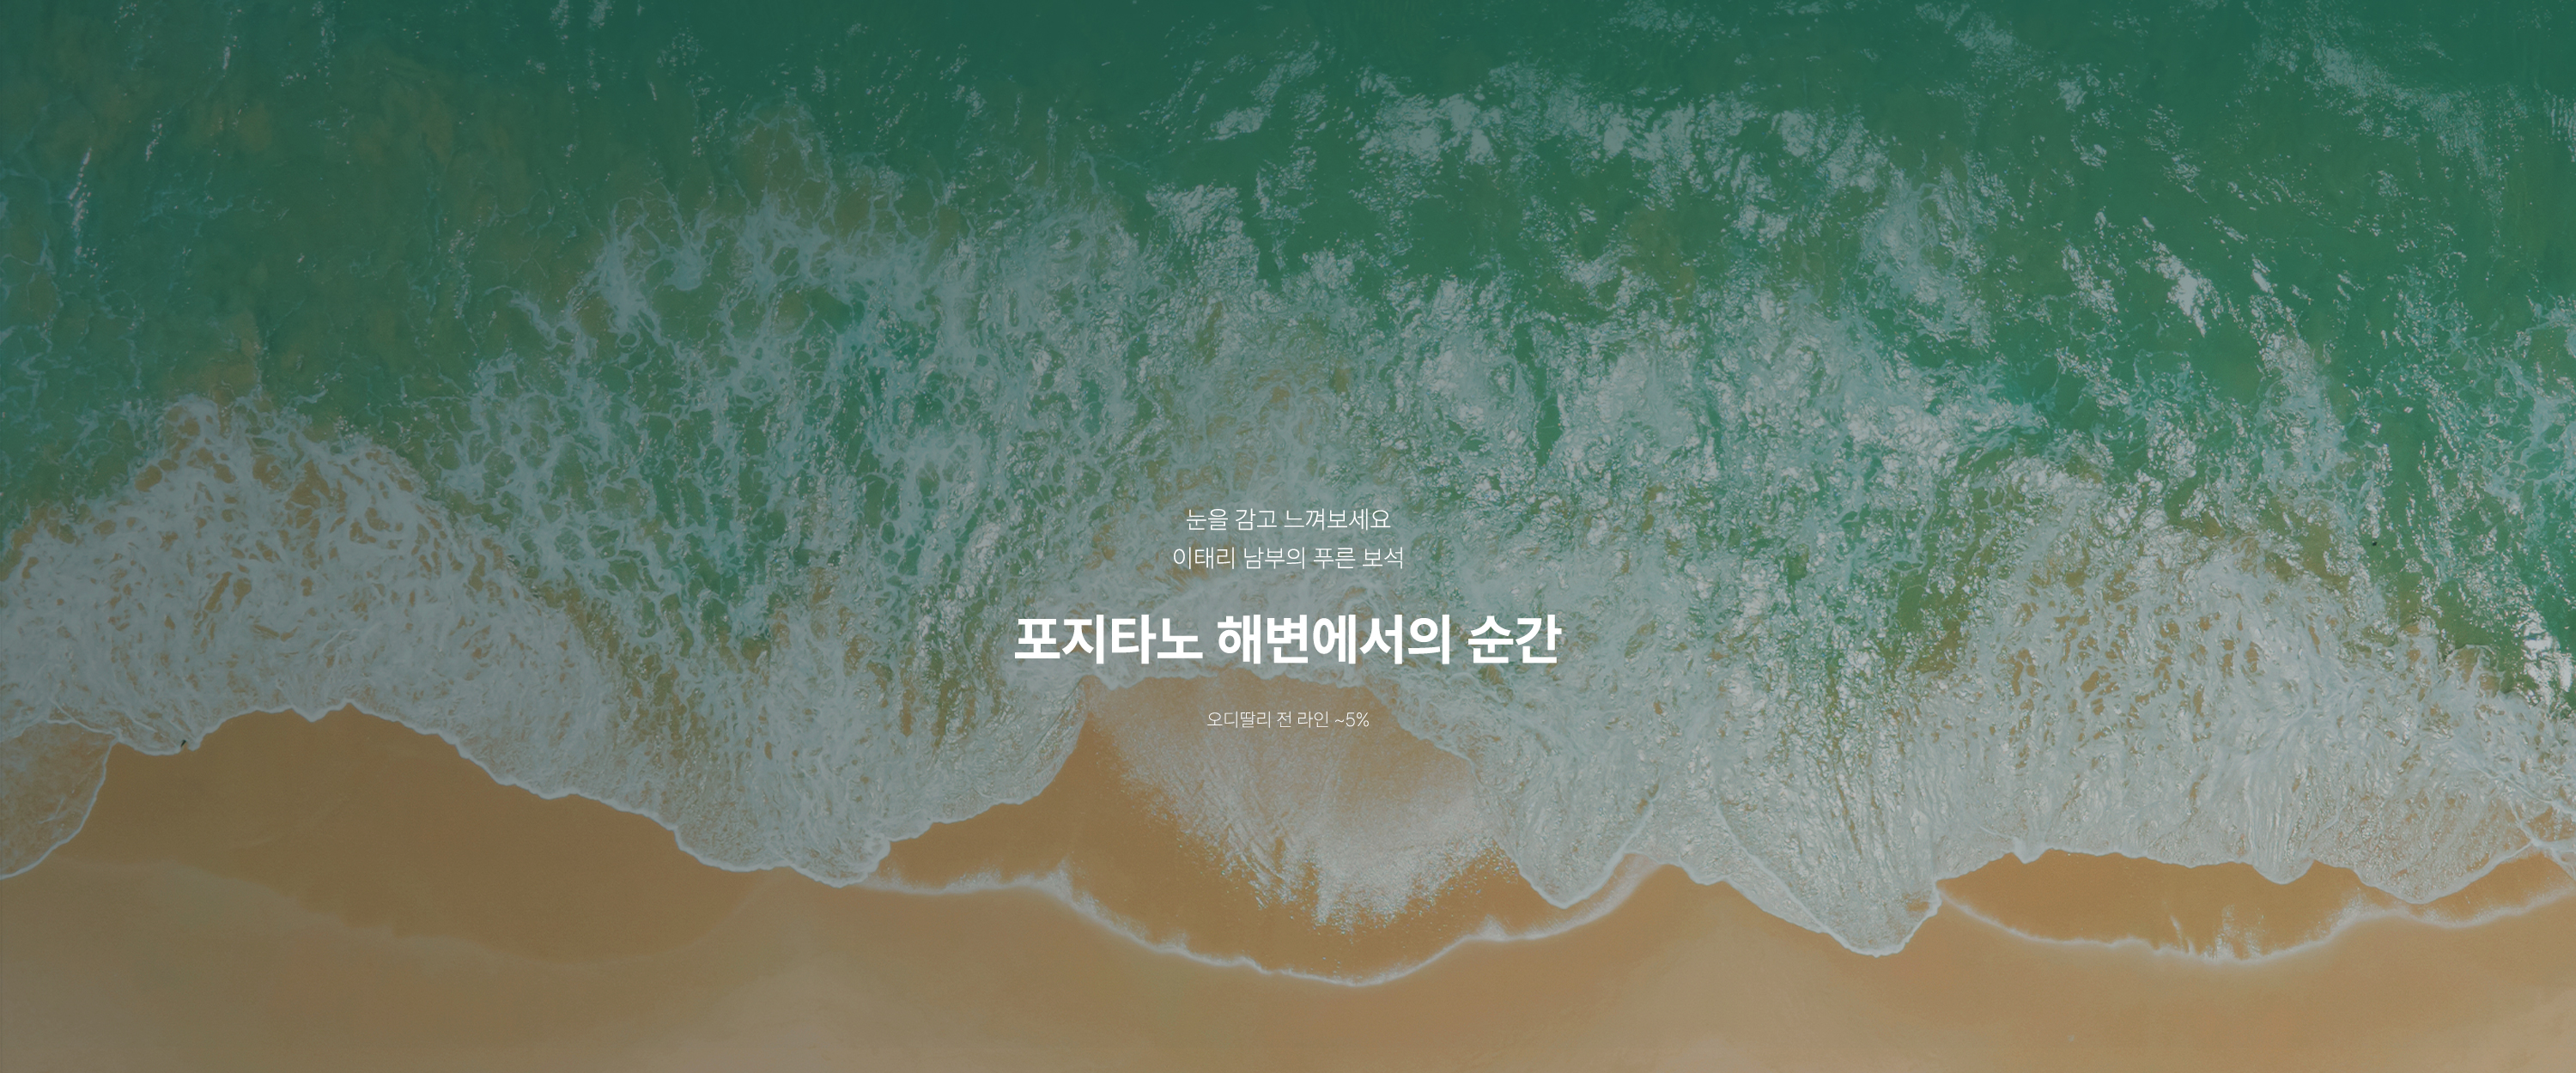 눈을 감고 느껴보세요
이태리 남부의 푸른 보석
포지타노 해변에서의 순간
오디딸리 전 라인 ~5%